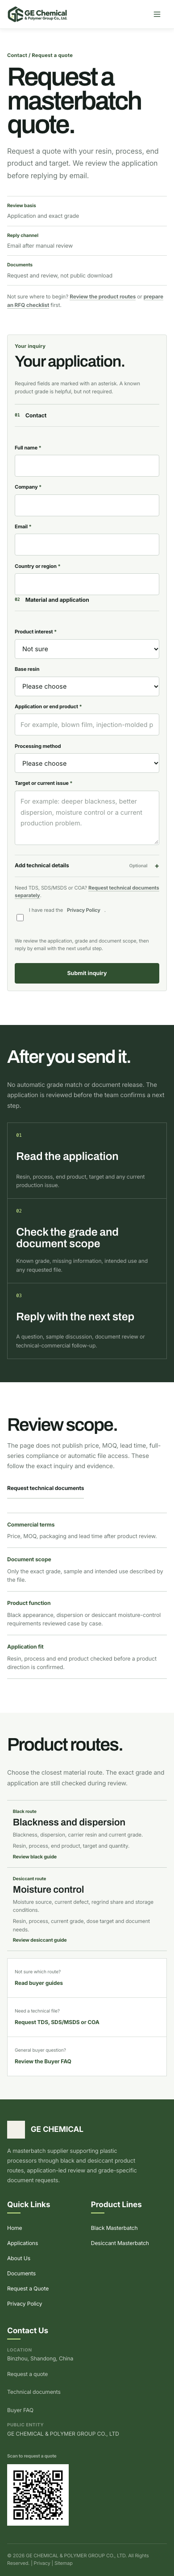 GE Chemical
& Polymer Group Co., Ltd
Contact / Request a quote
Request a
masterbatch
quote.
Request a quote with your resin, process, end
product and target. We review the application
before replying by email.
Review basis
Application and exact grade
Reply channel
Email after manual review
Documents
Request and review, not public download
Not sure where to begin? Review the product routes or prepare
an RFQ checklist first.
Your inquiry
Your application.
Required fields are marked with an asterisk. A known
product grade is helpful, but not required.
01 Contact
Full name *
Company *
Email *
Country or region *
02 Material and application
Product interest *
Not sure
Base resin
Please choose
Application or end product *
For example, blown film, injection-molded p
Processing method
Please choose
Target or current issue *
For example: deeper blackness, better
dispersion, moisture control or a current
production problem.
Add technical details Optional +
Need TDS, SDS/MSDS or COA? Request technical documents
separately.
I have read the Privacy Policy .
We review the application, grade and document scope, then
reply by email with the next useful step.
Submit inquiry
After you send it.
No automatic grade match or document release. The
application is reviewed before the team confirms a next
step.
01
Read the application
Resin, process, end product, target and any current
production issue.
02
Check the grade and
document scope
Known grade, missing information, intended use and
any requested file.
03
Reply with the next step
A question, sample discussion, document review or
technical-commercial follow-up.
Review scope.
The page does not publish price, MOQ, lead time, full-
series compliance or automatic file access. These
follow the exact inquiry and evidence.
Request technical documents
Commercial terms
Price, MOQ, packaging and lead time after product review.
Document scope
Only the exact grade, sample and intended use described by
the file.
Product function
Black appearance, dispersion or desiccant moisture-control
requirements reviewed case by case.
Application fit
Resin, process and end product checked before a product
direction is confirmed.
Product routes.
Choose the closest material route. The exact grade and
application are still checked during review.
Black route
Blackness and dispersion
Blackness, dispersion, carrier resin and current grade.
Resin, process, end product, target and quantity.
Review black guide
Desiccant route
Moisture control
Moisture source, current defect, regrind share and storage
conditions.
Resin, process, current grade, dose target and document
needs.
Review desiccant guide
Not sure which route?
Read buyer guides
Need a technical file?
Request TDS, SDS/MSDS or COA
General buyer question?
Review the Buyer FAQ
GE CHEMICAL
A masterbatch supplier supporting plastic
processors through black and desiccant product
routes, application-led review and grade-specific
document requests.
Quick Links
Home
Applications
About Us
Documents
Request a Quote
Privacy Policy
Product Lines
Black Masterbatch
Desiccant Masterbatch
Contact Us
LOCATION
Binzhou, Shandong, China
Request a quote
Technical documents
Buyer FAQ
PUBLIC ENTITY
GE CHEMICAL & POLYMER GROUP CO., LTD
Scan to request a quote
© 2026 GE CHEMICAL & POLYMER GROUP CO., LTD. All Rights
Reserved. | Privacy | Sitemap